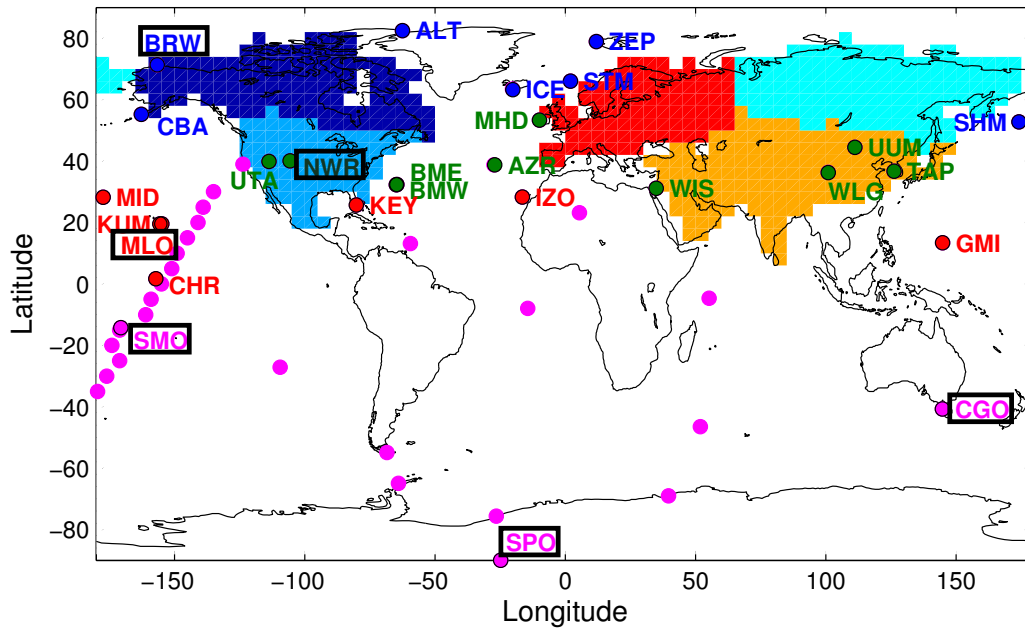 80
60
40
20
0
−20
−40
−60
−80
Latitude
BRW
ALT
ZEP
ICE
STM
CBA
MHD
SHM
UTA
NWR
BME
BMW
AZR
UUM
TAP
WLG
WIS
MID
KUM
MLO
KEY
IZO
GMI
CHR
SMO
CGO
SPO
−150
−100
−50
0
50
100
150
Longitude